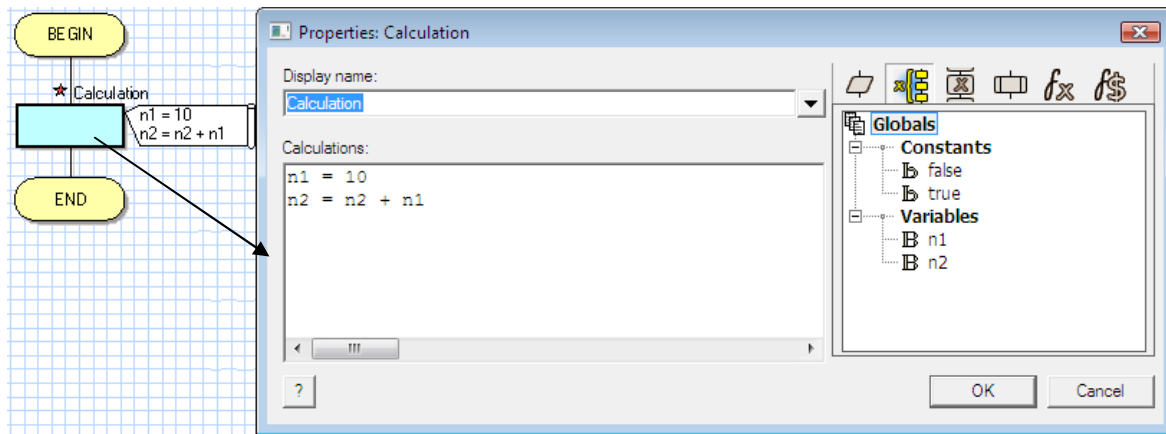 BEGIN
Calculation
n1 = 10
n2 = n2 + n1
END
Properties: Calculation
Display name:
Calculation
Calculations:
n1 = 10
n2 = n2 + n1
?
fx f$
Globals
Constants
false
true
Variables
n1
n2
OK Cancel